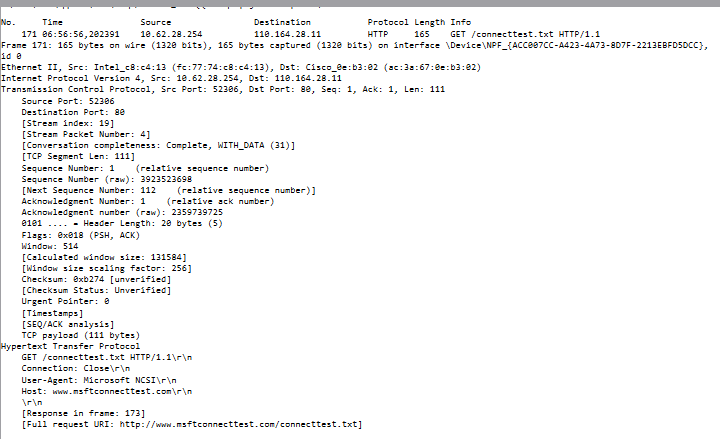 No. Time Source Destination Protocol Length Info
171 06:56:56,202391 10.62.28.254 110.164.28.11 HTTP 165 GET /connecttest.txt HTTP/1.1
Frame 171: 165 bytes on wire (1320 bits), 165 bytes captured (1320 bits) on interface \Device\NPF_{ACC007CC-A423-4A73-8D7F-2213EBFD5DCC},
id 0
Ethernet II, Src: Intel_c8:c4:13 (fc:77:74:c8:c4:13), Dst: Cisco_0e:b3:02 (ac:3a:67:0e:b3:02)
Internet Protocol Version 4, Src: 10.62.28.254, Dst: 110.164.28.11
Transmission Control Protocol, Src Port: 52306, Dst Port: 80, Seq: 1, Ack: 1, Len: 111
Source Port: 52306
Destination Port: 80
[Stream index: 19]
[Stream Packet Number: 4]
[Conversation completeness: Complete, WITH_DATA (31)]
[TCP Segment Len: 111]
Sequence Number: 1 (relative sequence number)
Sequence Number (raw): 3923523698
[Next Sequence Number: 112 (relative sequence number)]
Acknowledgment Number: 1 (relative ack number)
Acknowledgment number (raw): 2359739725
0101 .... = Header Length: 20 bytes (5)
Flags: 0x018 (PSH, ACK)
Window: 514
[Calculated window size: 131584]
[Window size scaling factor: 256]
Checksum: 0xb274 [unverified]
[Checksum Status: Unverified]
Urgent Pointer: 0
[Timestamps]
[SEQ/ACK analysis]
TCP payload (111 bytes)
Hypertext Transfer Protocol
GET /connecttest.txt HTTP/1.1\r\n
Connection: Close\r\n
User-Agent: Microsoft NCSI\r\n
Host: www.msftconnecttest.com\r\n
\r\n
[Response in frame: 173]
[Full request URI: http://www.msftconnecttest.com/connecttest.txt]